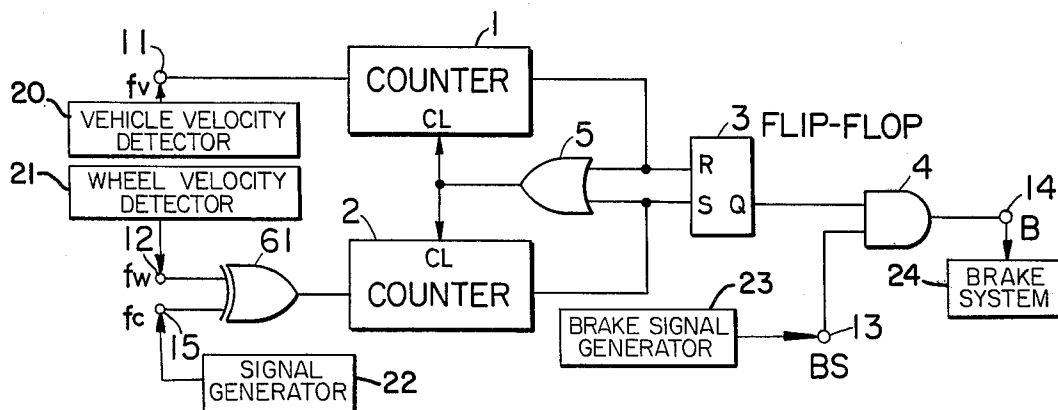 1
11
COUNTER
CL
fv
20
VEHICLE VELOCITY
DETECTOR
21
WHEEL VELOCITY
DETECTOR
5
3
FLIP-FLOP
R
S
Q
4
14
B
24
BRAKE
SYSTEM
2
CL
COUNTER
12
fw
61
fc
15
SIGNAL
GENERATOR
22
23
BRAKE SIGNAL
GENERATOR
13
BS